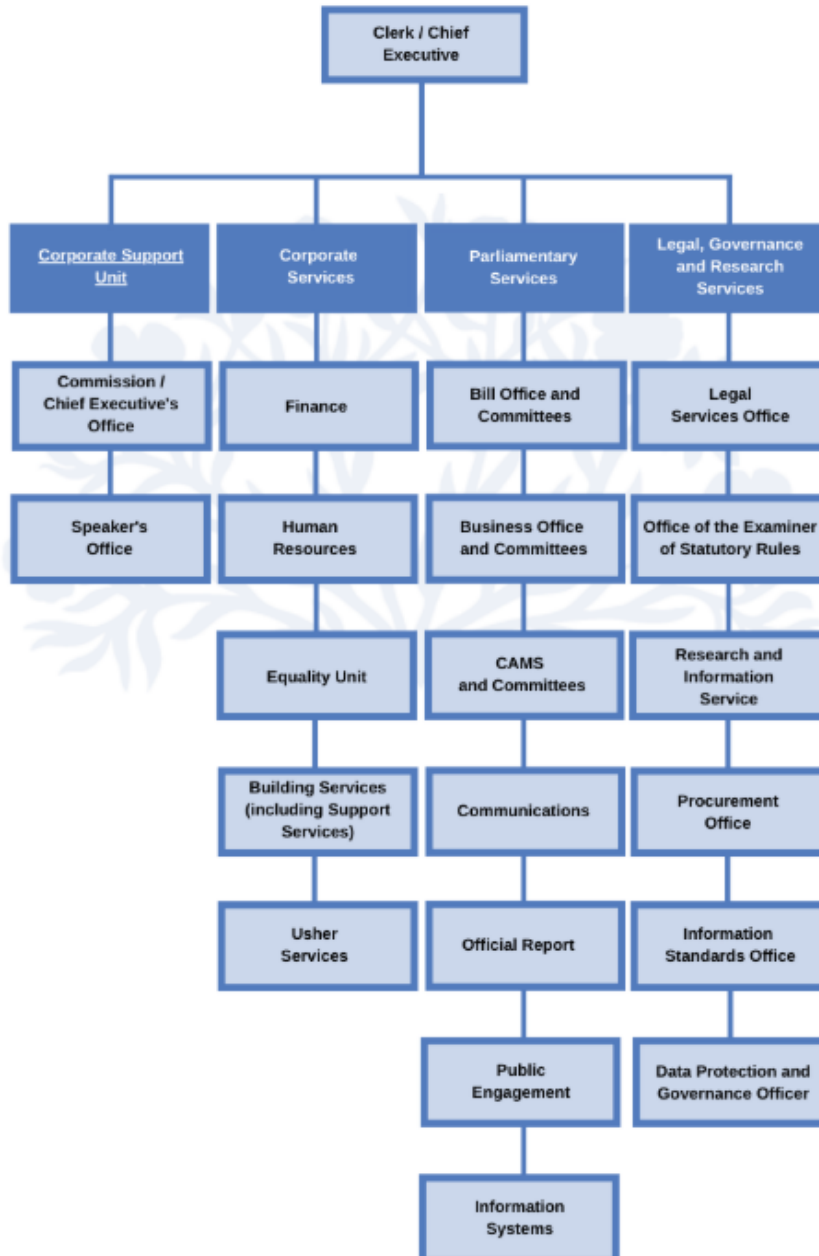 Clerk / Chief
Executive
Corporate Support
Unit
Corporate
Services
Parliamentary
Services
Legal, Governance
and Research
Services
Commission /
Chief Executive's
Office
Finance
Bill Office and
Committees
Legal
Services Office
Speaker's
Office
Human
Resources
Business Office
and Committees
Office of the Examiner
of Statutory Rules
Equality Unit
CAMS
and Committees
Research and
Information
Service
Building Services
(including Support
Services)
Communications
Procurement
Office
Usher
Services
Official Report
Information
Standards Office
Public
Engagement
Data Protection and
Governance Officer
Information
Systems